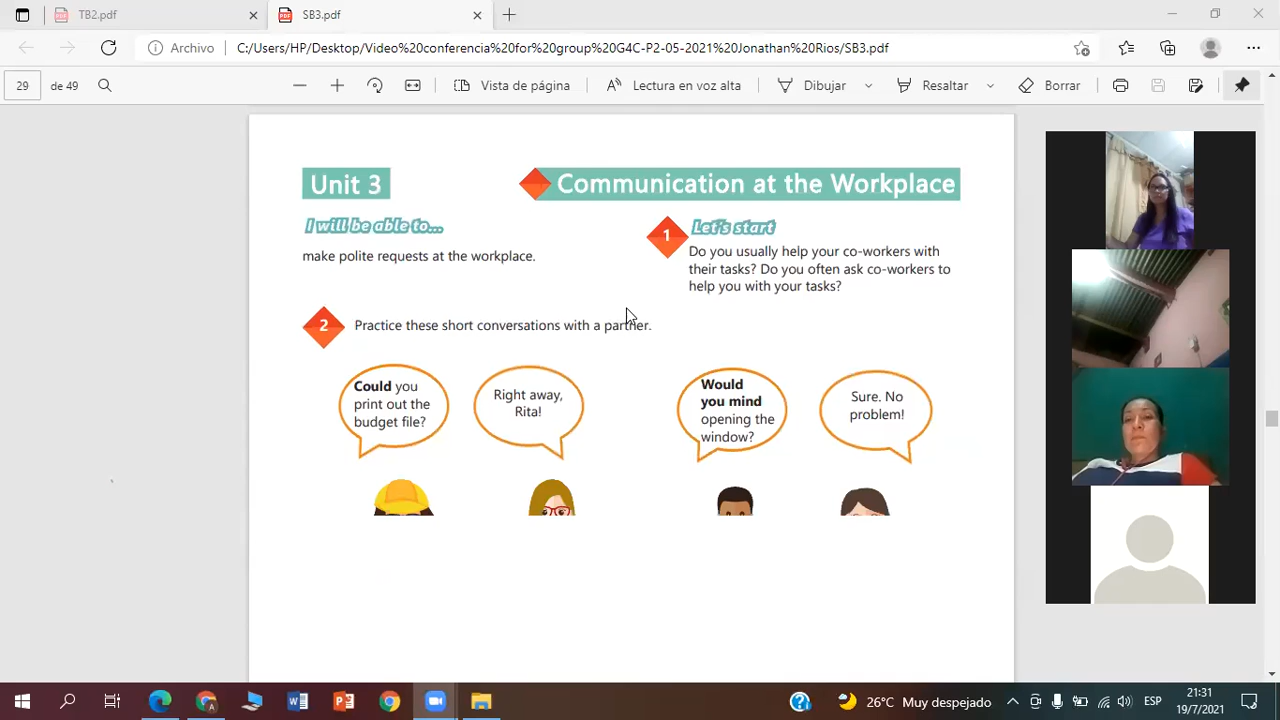 TB2.pdf
SB3.pdf
Archivo
C:/Users/HP/Desktop/Video%20conferencia%20for%20group%20G4C-P2-05-2021%20Jonathan%20Rios/SB3.pdf
29
de 49
Vista de página
Lectura en voz alta
Dibujar
Resaltar
Borrar
Unit 3
Communication at the Workplace
I will be able to...
make polite requests at the workplace.
1
Let's start
Do you usually help your co-workers with
their tasks? Do you often ask co-workers to
help you with your tasks?
2
Practice these short conversations with a partner.
Could you
print out the
budget file?
Right away,
Rita!
Would
you mind
opening the
window?
Sure. No
problem!
26°C Muy despejado
ESP
21:31
19/7/2021